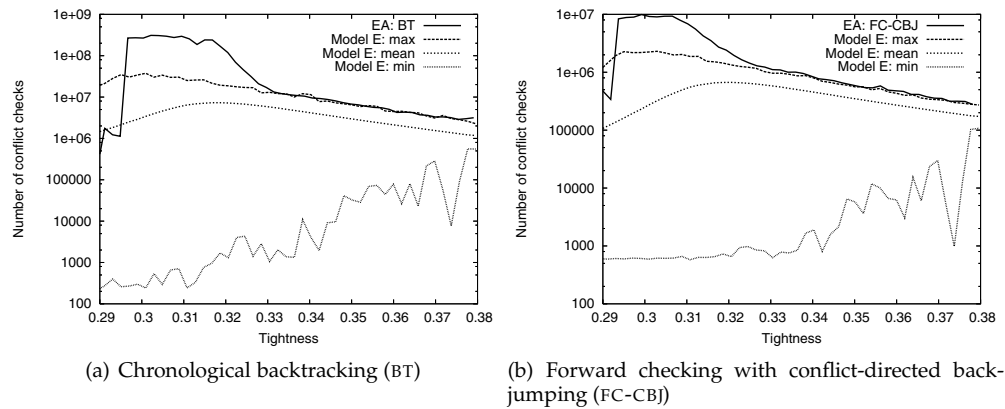 1e+09
1e+08
1e+07
1e+06
100000
10000
1000
100
Number of conflict checks
EA: BT
Model E: max
Model E: mean
Model E: min
0.29 0.3 0.31 0.32 0.33 0.34 0.35 0.36 0.37 0.38
Tightness
(a) Chronological backtracking (BT)
1e+07
1e+06
100000
10000
1000
100
Number of conflict checks
EA: FC-CBJ
Model E: max
Model E: mean
Model E: min
0.29 0.3 0.31 0.32 0.33 0.34 0.35 0.36 0.37 0.38
Tightness
(b) Forward checking with conflict-directed back-
jumping (FC-CBJ)